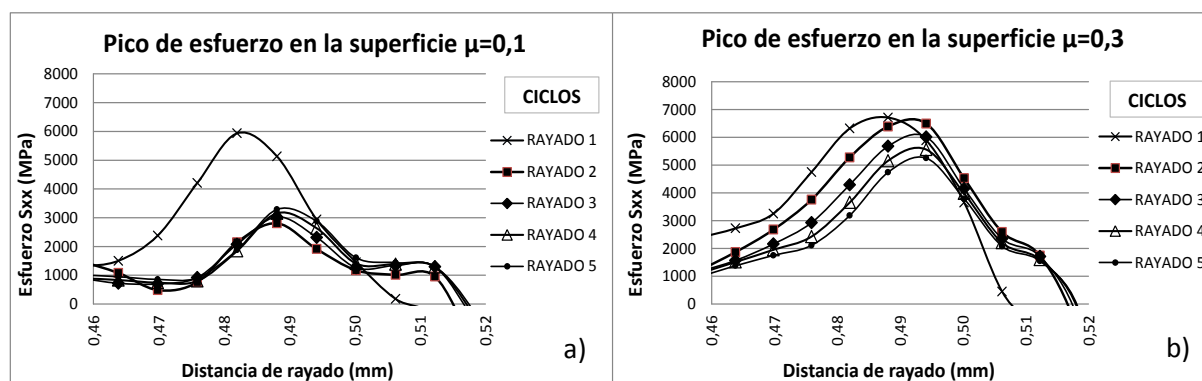 Pico de esfuerzo en la superficie µ=0,1
Esfuerzo Sxx (MPa)
8000
7000
6000
5000
4000
3000
2000
1000
0
0,46
0,47
0,48
0,49
0,50
0,51
0,52
Distancia de rayado (mm)
CICLOS
RAYADO 1
RAYADO 2
RAYADO 3
RAYADO 4
RAYADO 5
a)
Pico de esfuerzo en la superficie µ=0,3
Esfuerzo Sxx (MPa)
8000
7000
6000
5000
4000
3000
2000
1000
0
0,46
0,47
0,48
0,49
0,50
0,51
0,52
Distancia de rayado (mm)
CICLOS
RAYADO 1
RAYADO 2
RAYADO 3
RAYADO 4
RAYADO 5
b)